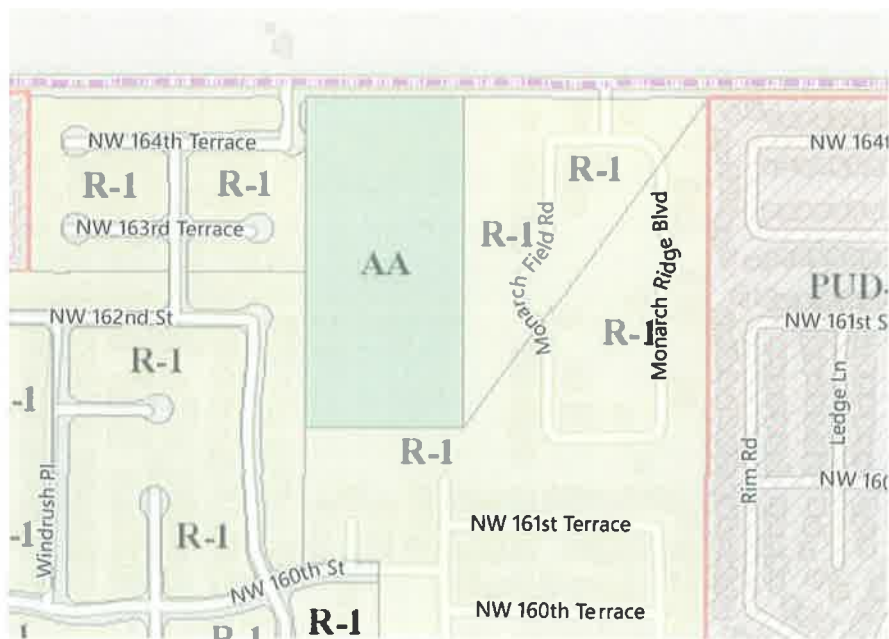 NW 164th Terrace
NW 164t
R-1
R-1
R-1
NW 163rd Terrace
R-1
Monarch Field Rd
Monarch Ridge Blvd
AA
PUD-
NW 162nd St
NW 161st S
R-1
R-1
-1
Ledge Ln
R-1
Rim Rd
NW 160
Windrush Pl
NW 161st Terrace
-1
R-1
NW 160th St
NW 160th Terrace
R-1
R-1